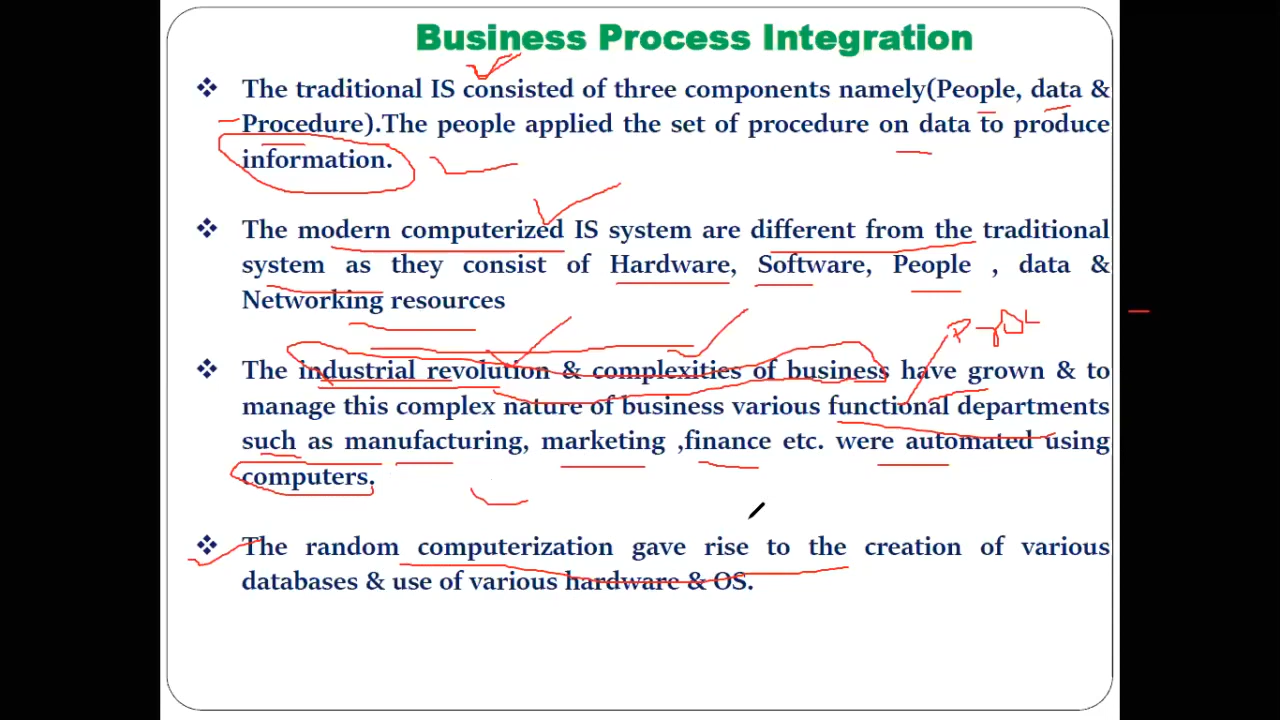 Business Process Integration
The traditional IS consisted of three components namely(People, data &
Procedure).The people applied the set of procedure on data to produce
information.
The modern computerized IS system are different from the traditional
system as they consist of Hardware, Software, People , data &
Networking resources
The industrial revolution & complexities of business have grown & to
manage this complex nature of business various functional departments
such as manufacturing, marketing ,finance etc. were automated using
computers.
The random computerization gave rise to the creation of various
databases & use of various hardware & OS.